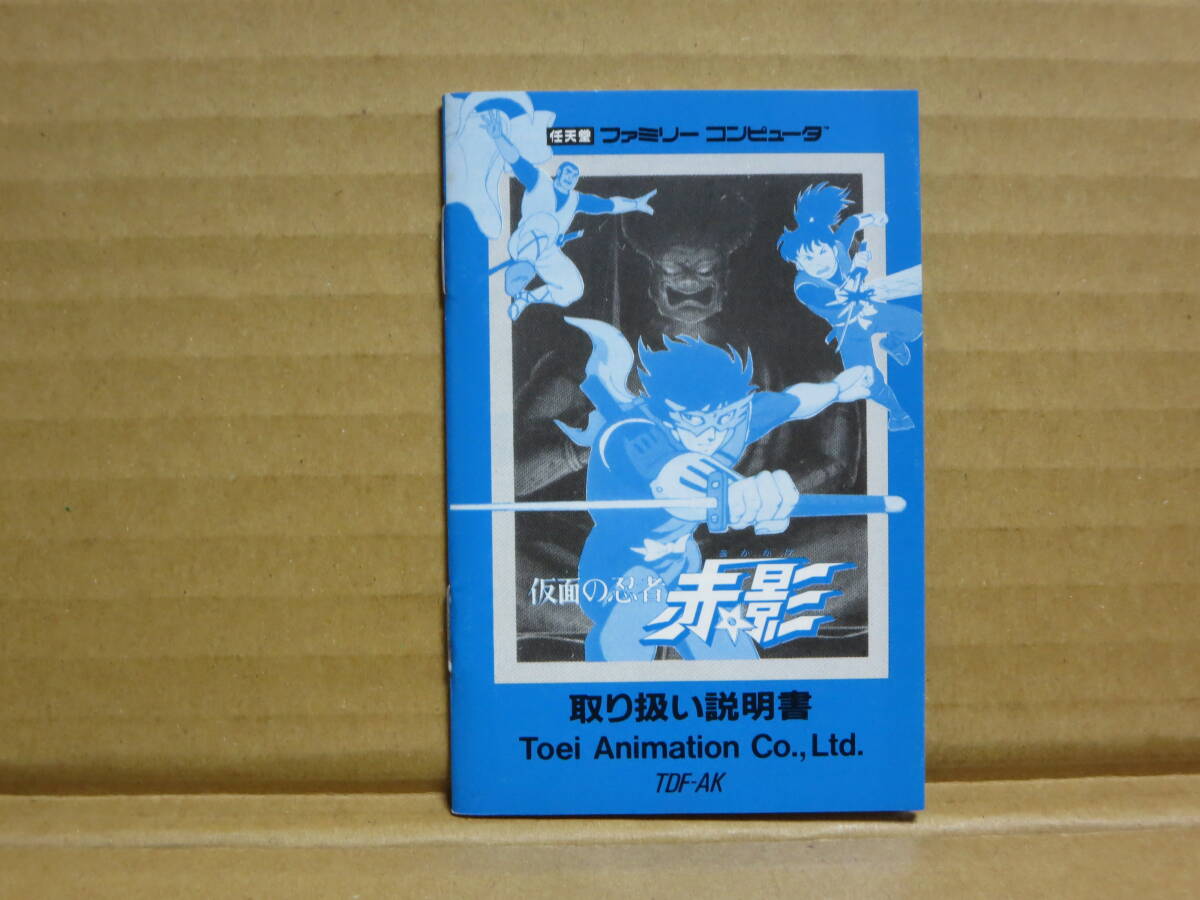 任天堂 ファミリー コンピュータ™
あかかげ
仮面の忍者 赤影
取り扱い説明書
Toei Animation Co., Ltd.
TDF-AK